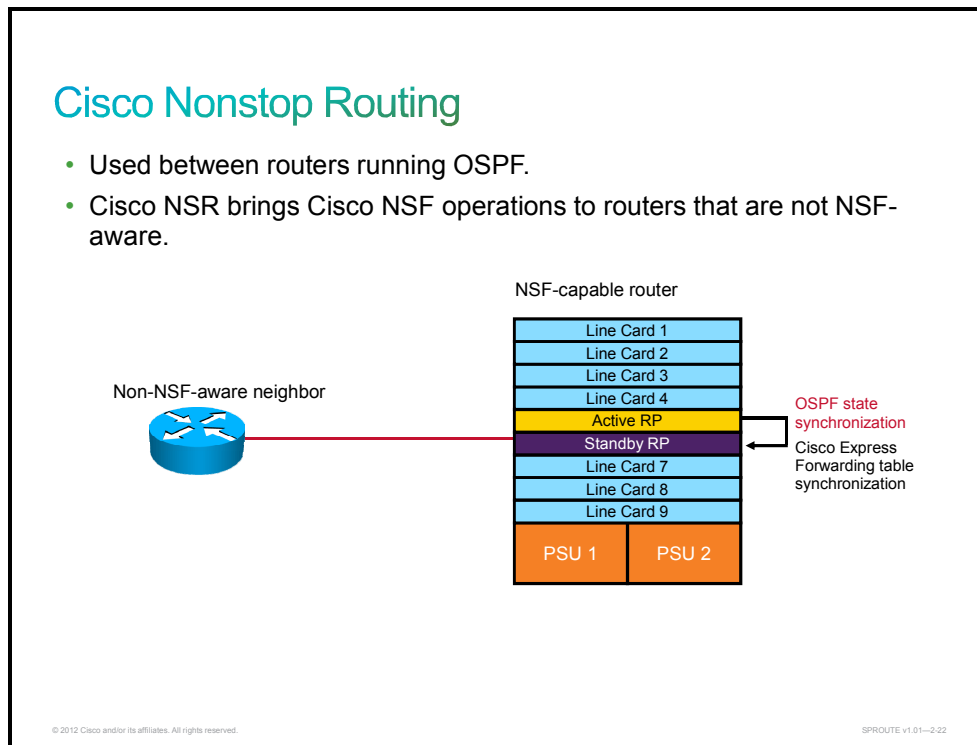 Cisco Nonstop Routing
• Used between routers running OSPF.
• Cisco NSR brings Cisco NSF operations to routers that are not NSF-
aware.
NSF-capable router
Non-NSF-aware neighbor
Line Card 1
Line Card 2
Line Card 3
Line Card 4
Active RP
Standby RP
Line Card 7
Line Card 8
Line Card 9
PSU 1
PSU 2
OSPF state
synchronization
Cisco Express
Forwarding table
synchronization
© 2012 Cisco and/or its affiliates. All rights reserved.
SPROUTE v1.01—2-22